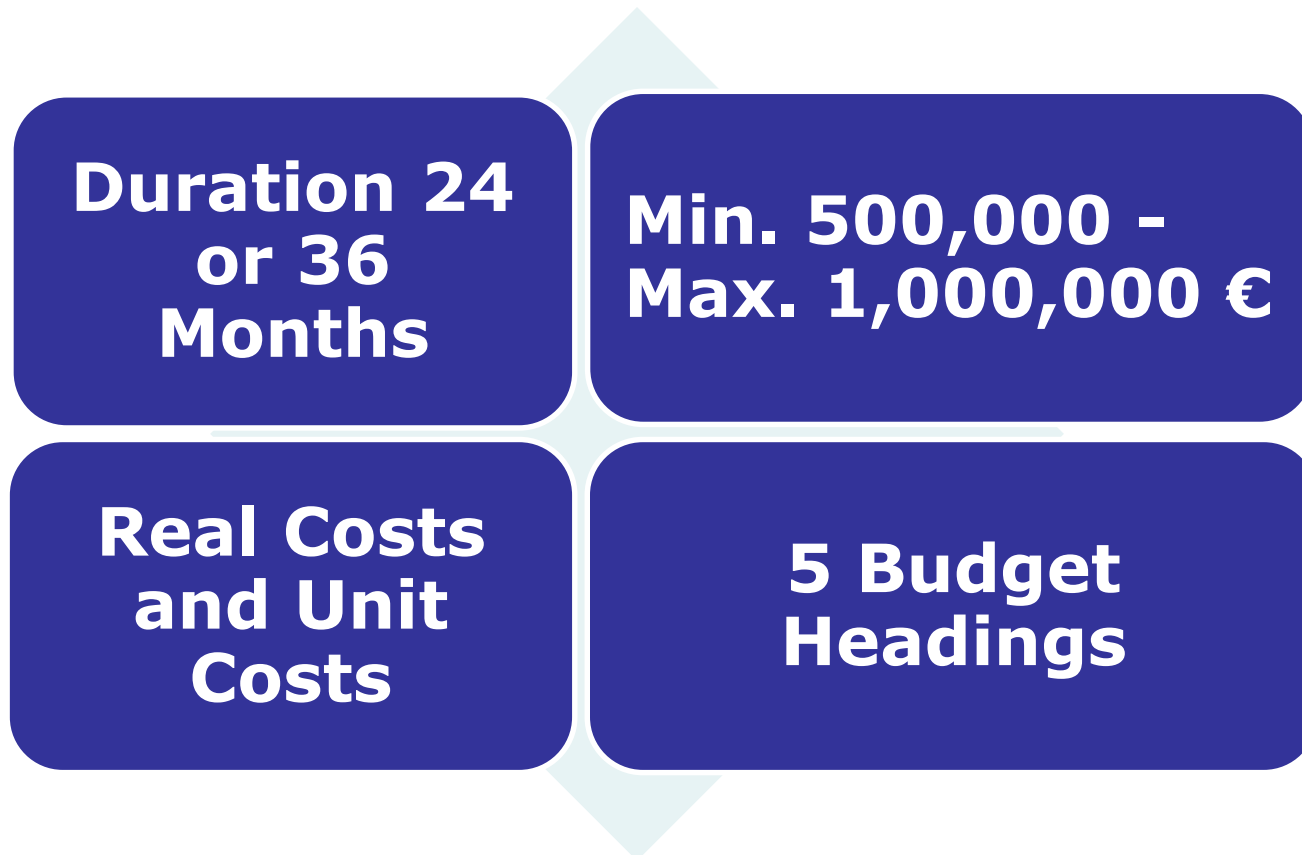 Duration 24
or 36
Months
Min. 500,000 -
Max. 1,000,000 €
Real Costs
and Unit
Costs
5 Budget
Headings